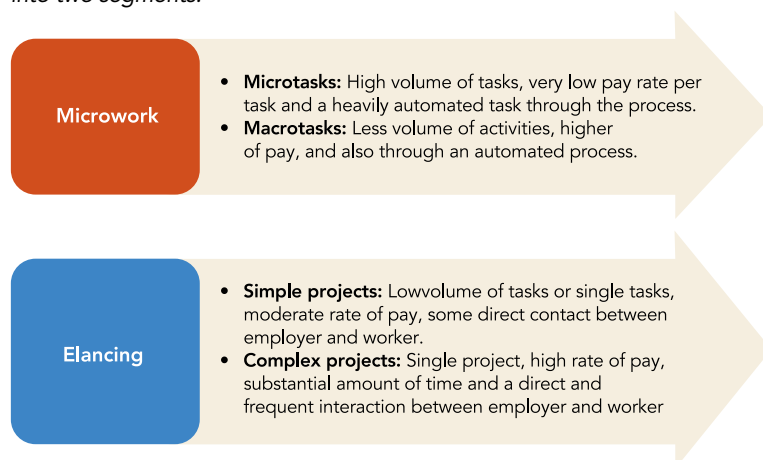 into two segments.
Microwork
• Microtasks: High volume of tasks, very low pay rate per
task and a heavily automated task through the process.
• Macrotasks: Less volume of activities, higher
of pay, and also through an automated process.
Elancing
• Simple projects: Lowvolume of tasks or single tasks,
moderate rate of pay, some direct contact between
employer and worker.
• Complex projects: Single project, high rate of pay,
substantial amount of time and a direct and
frequent interaction between employer and worker